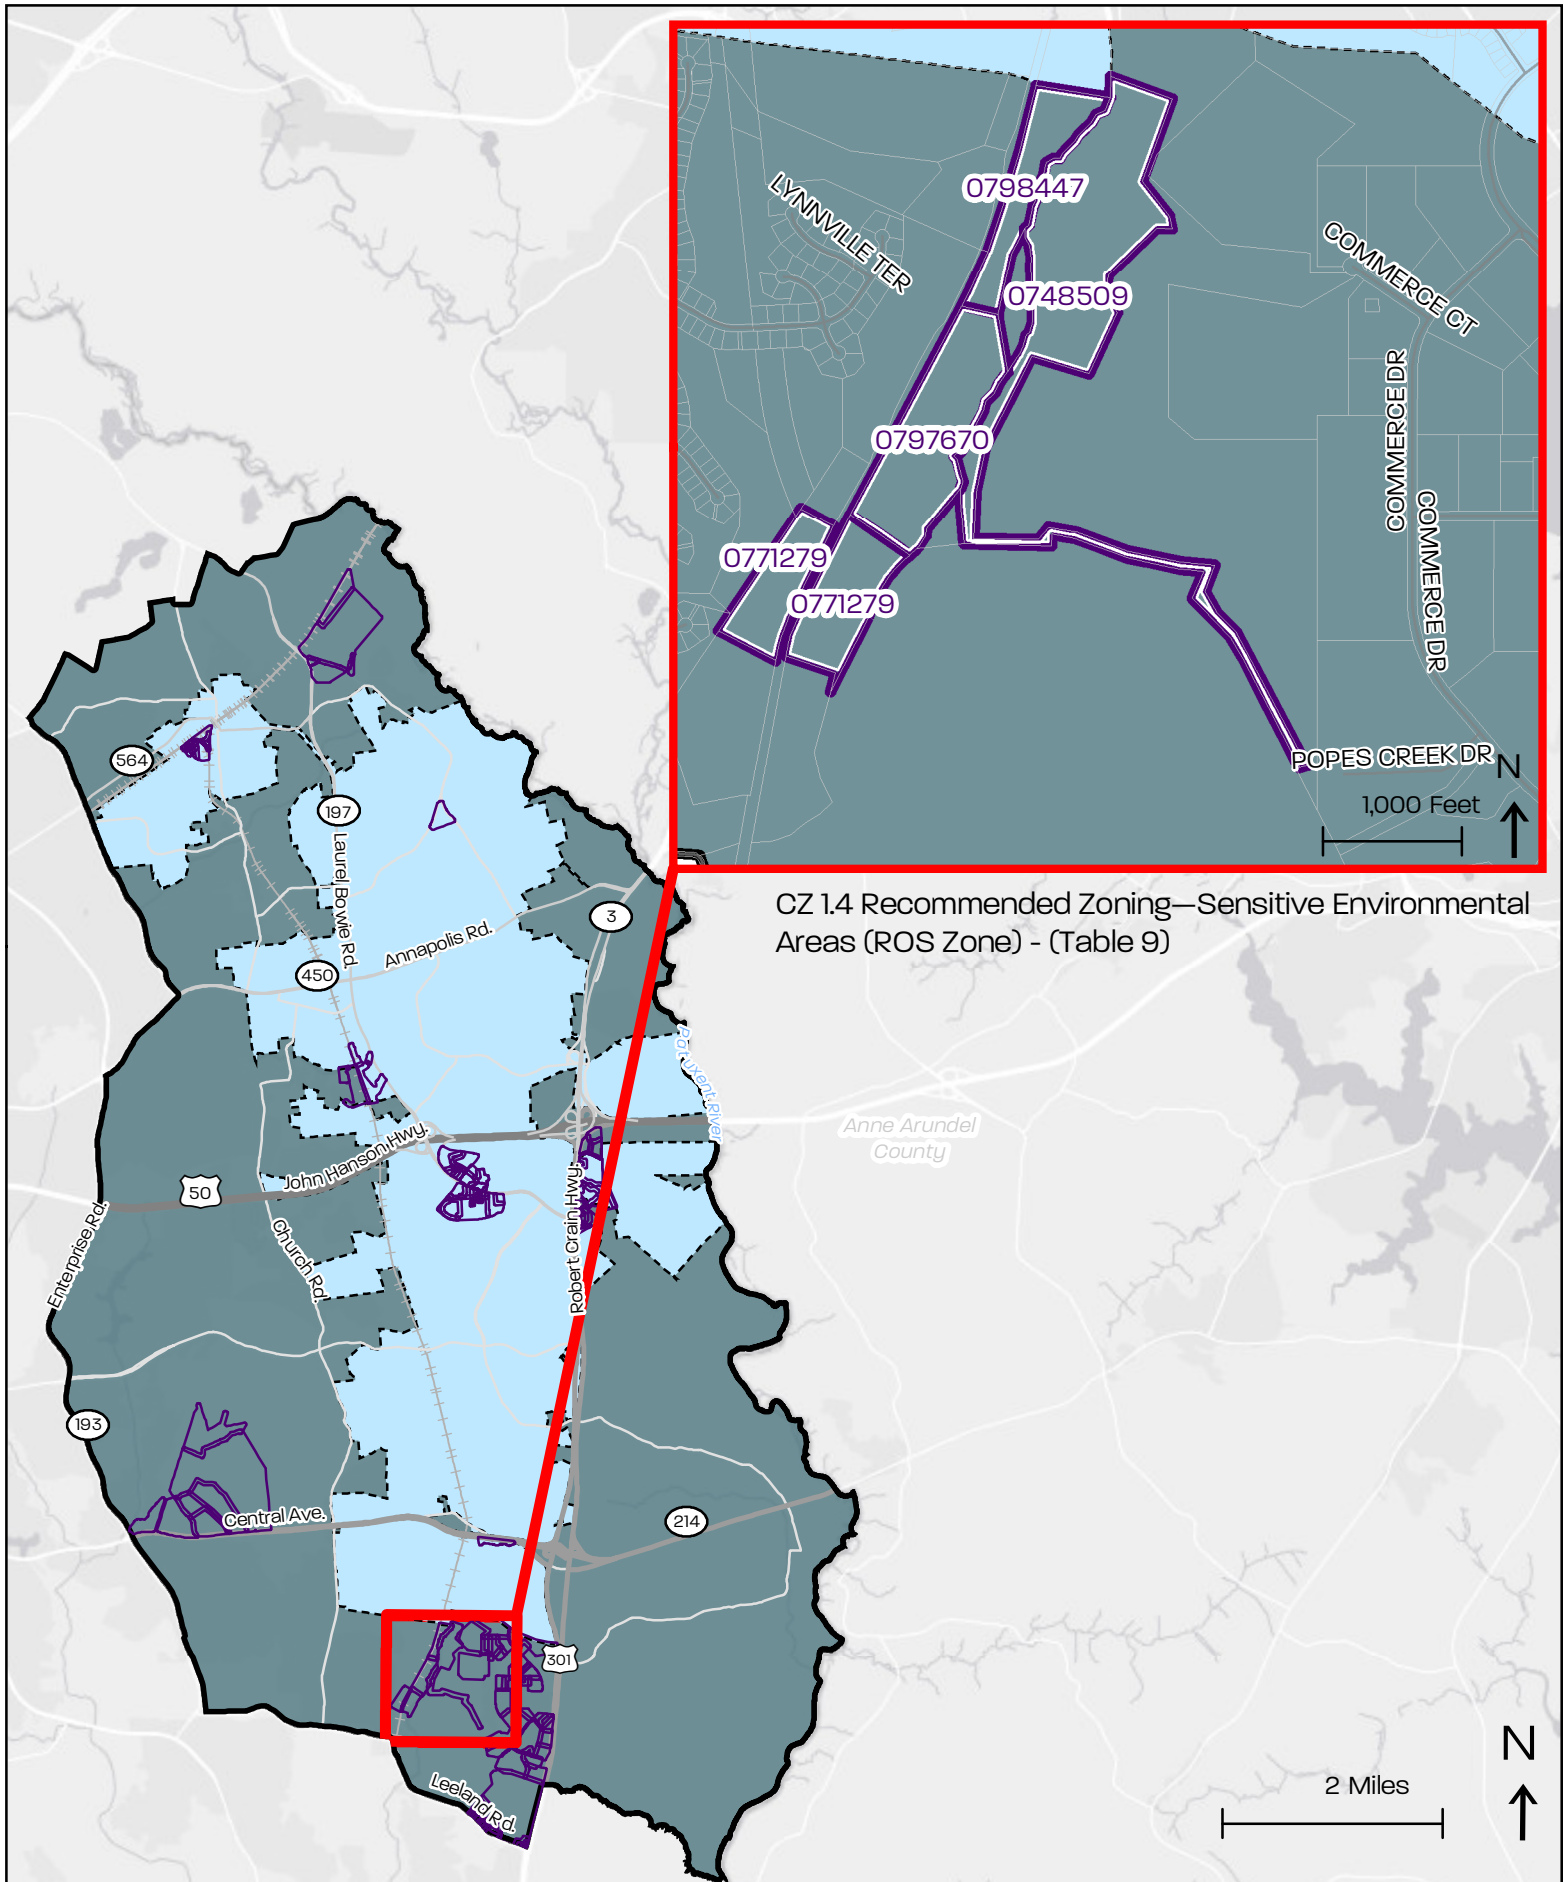 0798447
LYNNVILLE TER
COMMERCE CT
0748509
COMMERCE DR
0797670
COMMERCE DR
0771279
0771279
POPES CREEK DR
N
1,000 Feet
CZ 1.4 Recommended Zoning—Sensitive Environmental
Areas (ROS Zone) - (Table 9)
564
197
Laurel Bowie Rd.
3
Annapolis Rd.
450
Patuxent River
Anne Arundel
County
John Hanson Hwy.
50
Enterprise Rd.
Church Rd.
Robert Crain Hwy.
193
Central Ave.
214
301
Leeland Rd.
N
2 Miles